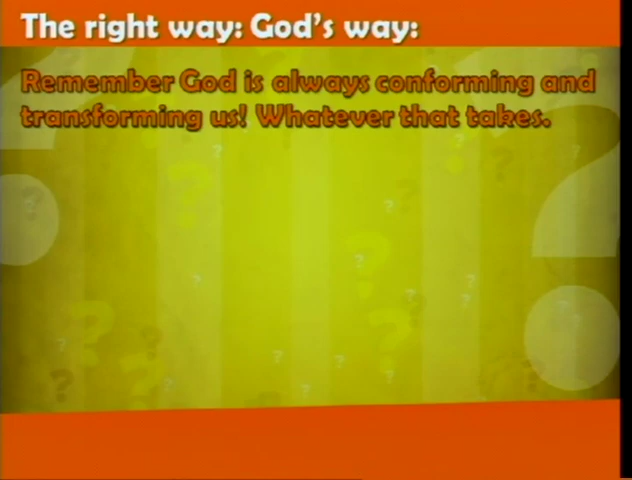 The right way: God's way:
Remember God is always conforming and
transforming us! Whatever that takes.